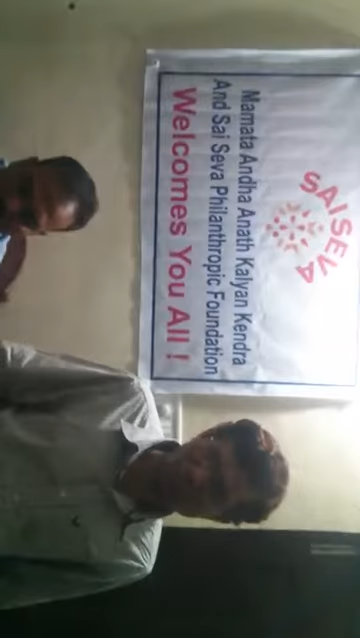 SAISEVA
Mamata Andha Anath Kalyan Kendra
And Sai Seva Philanthropic Foundation
Welcomes You All !